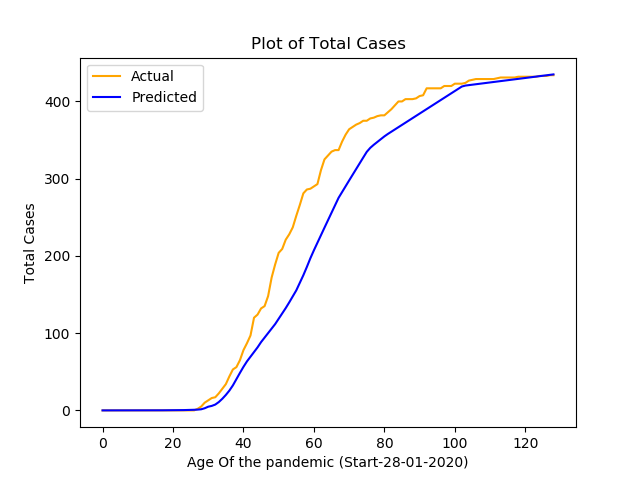 Plot of Total Cases
Actual
Predicted
Total Cases
400
300
200
100
0
0 20 40 60 80 100 120
Age Of the pandemic (Start-28-01-2020)